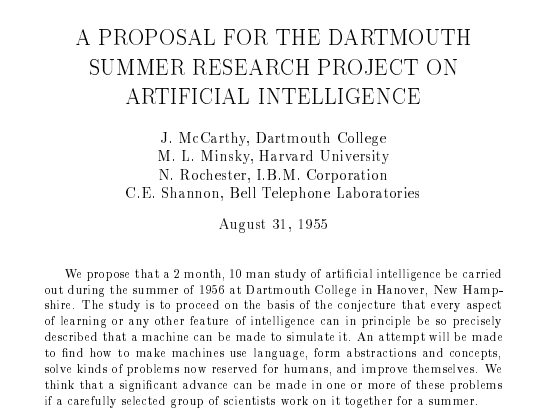 A PROPOSAL FOR THE DARTMOUTH
SUMMER RESEARCH PROJECT ON
ARTIFICIAL INTELLIGENCE
J. McCarthy, Dartmouth College
M. L. Minsky, Harvard University
N. Rochester, I.B.M. Corporation
C.E. Shannon, Bell Telephone Laboratories
August 31, 1955
We propose that a 2 month, 10 man study of artificial intelligence be carried
out during the summer of 1956 at Dartmouth College in Hanover, New Hamp-
shire. The study is to proceed on the basis of the conjecture that every aspect
of learning or any other feature of intelligence can in principle be so precisely
described that a machine can be made to simulate it. An attempt will be made
to find how to make machines use language, form abstractions and concepts,
solve kinds of problems now reserved for humans, and improve themselves. We
think that a significant advance can be made in one or more of these problems
if a carefully selected group of scientists work on it together for a summer.